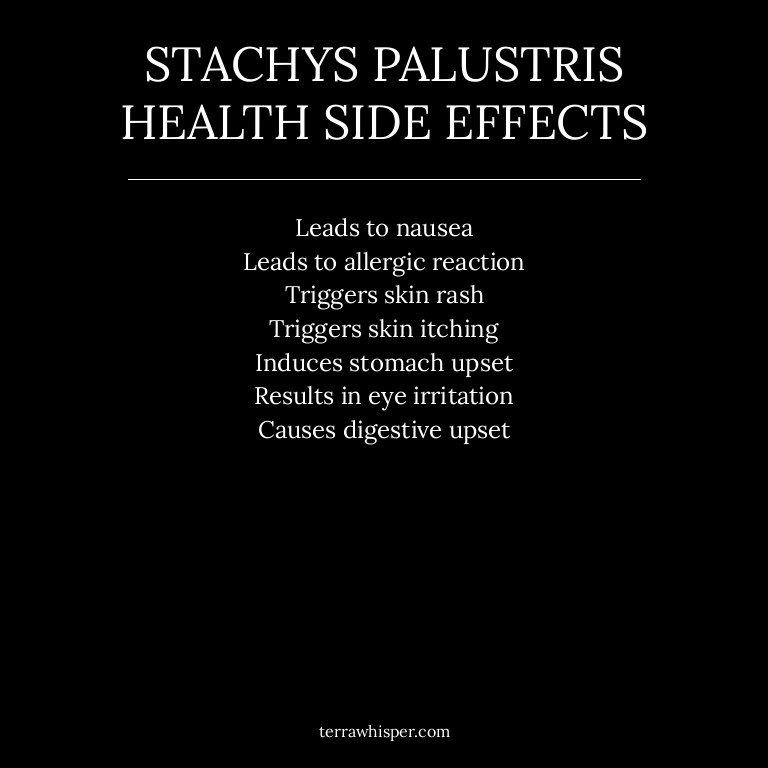 STACHYS PALUSTRIS
HEALTH SIDE EFFECTS
Leads to nausea
Leads to allergic reaction
Triggers skin rash
Triggers skin itching
Induces stomach upset
Results in eye irritation
Causes digestive upset
terrawhisper.com